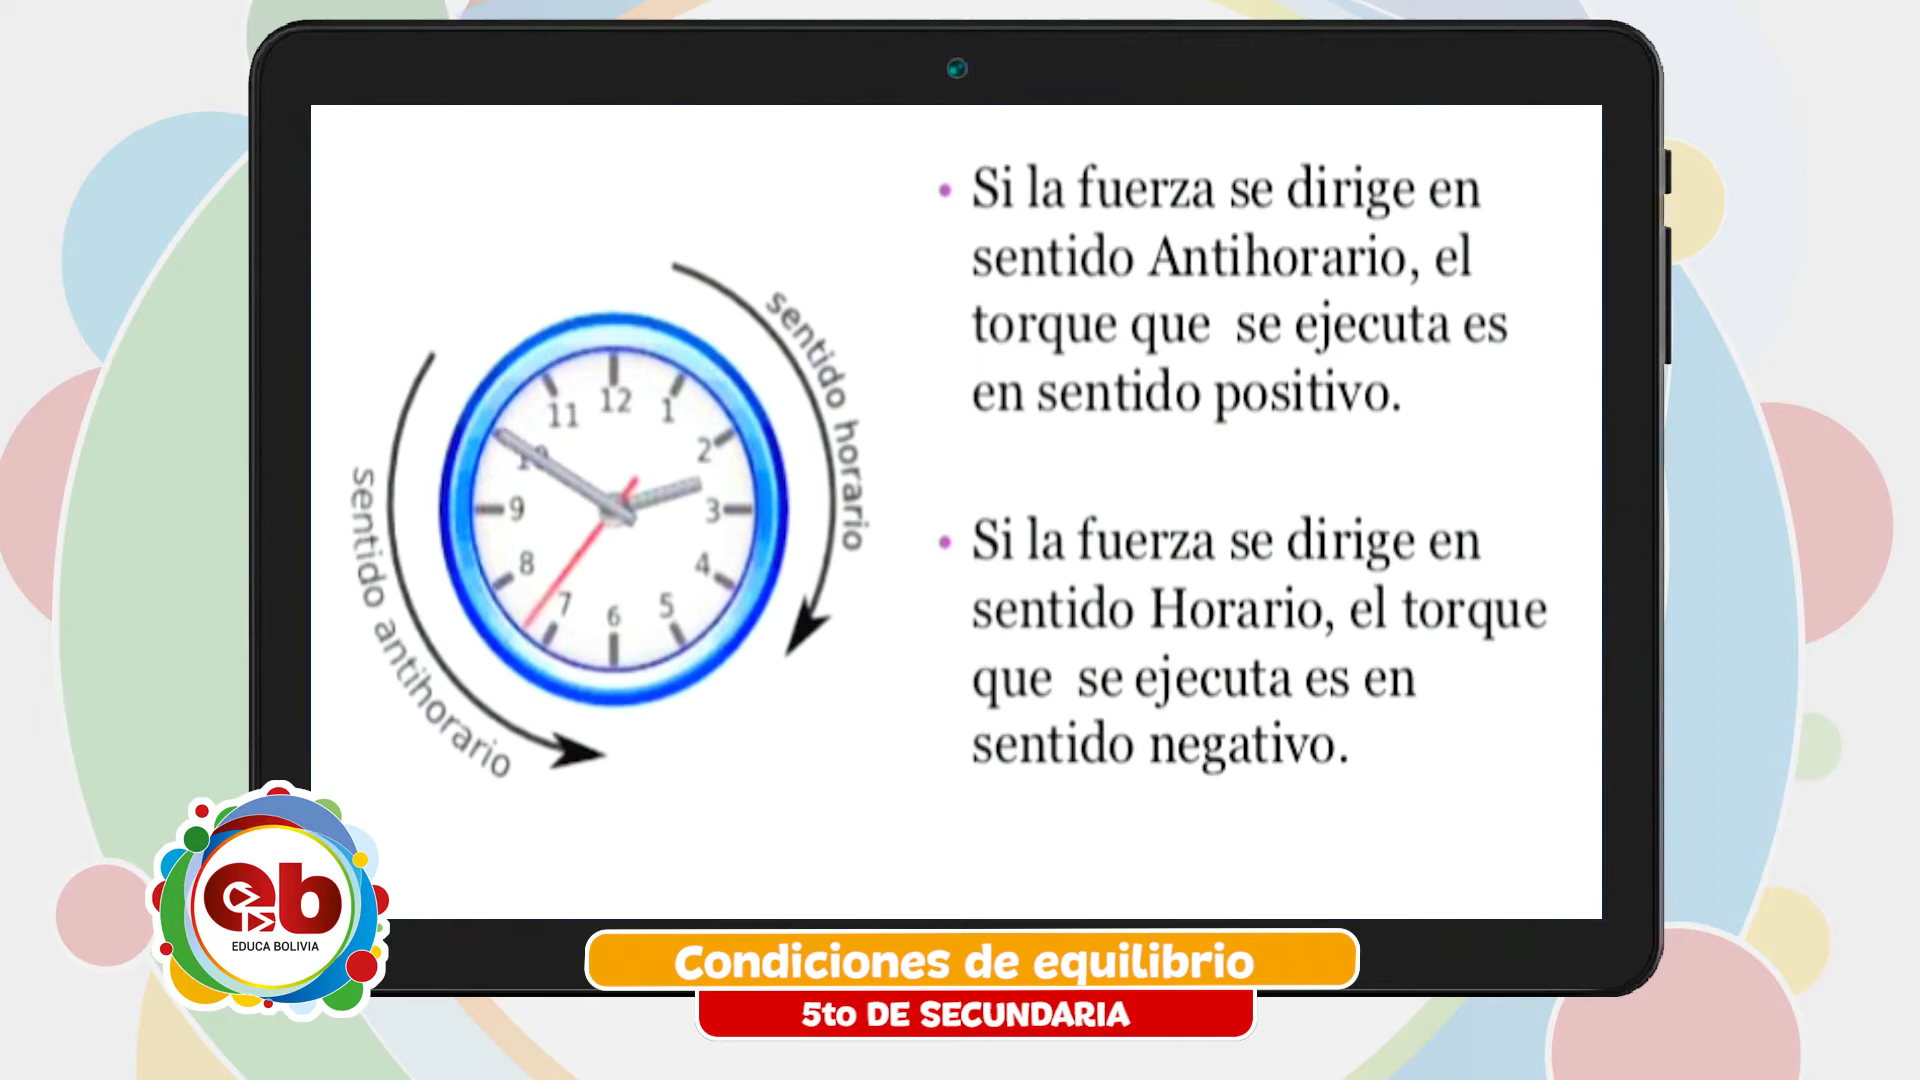 • Si la fuerza se dirige en
sentido Antihorario, el
torque que se ejecuta es
en sentido positivo.
• Si la fuerza se dirige en
sentido Horario, el torque
que se ejecuta es en
sentido negativo.
sentido horario
sentido antihorario
12
1
2
3
4
5
6
7
8
9
10
11
eb
EDUCA BOLIVIA
Condiciones de equilibrio
5to DE SECUNDARIA